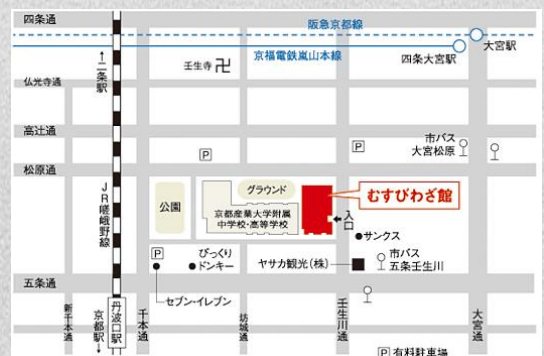 四条通
阪急京都線
大宮駅
京福電鉄嵐山本線
四条大宮駅
←二条駅
壬生寺卍
仏光寺通
高辻通
P
P
市バス
大宮松原
松原通
グラウンド
むすびわざ館
公園
京都産業大学附属
中学校・高等学校
←入口
JR嵯峨野線
サンクス
P
びっくり
ドンキー
ヤサカ観光(株)
市バス
五条壬生川
五条通
セブン-イレブン
新千本通
京都駅→
丹波口駅
千本通
坊城通
壬生川通
大宮通
P 有料駐車場